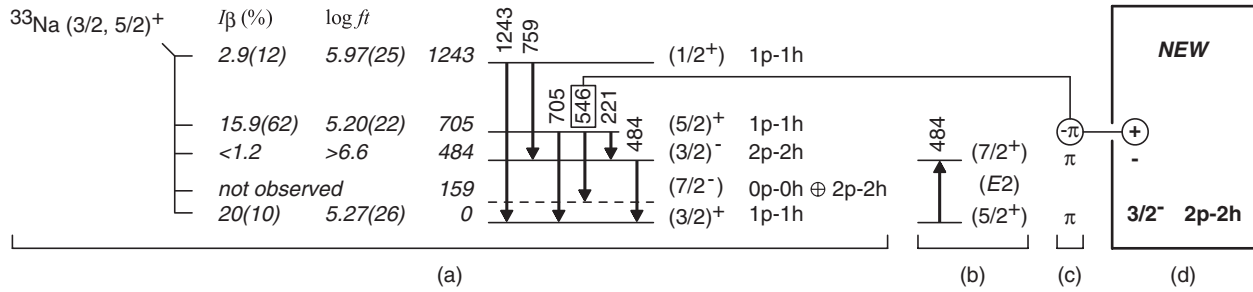 ³³Na (3/2, 5/2)⁺ Iβ (%) log ft
1243 759
2.9(12) 5.97(25) 1243 (1/2⁺) 1p-1h
NEW
705 546 221
15.9(62) 5.20(22) 705 (5/2)⁺ 1p-1h -π +
484 484
<1.2 >6.6 484 (3/2)⁻ 2p-2h (7/2⁺) π -
not observed 159 (7/2⁻) 0p-0h ⊕ 2p-2h (E2)
20(10) 5.27(26) 0 (3/2)⁺ 1p-1h (5/2⁺) π 3/2⁻ 2p-2h
(a) (b) (c) (d)